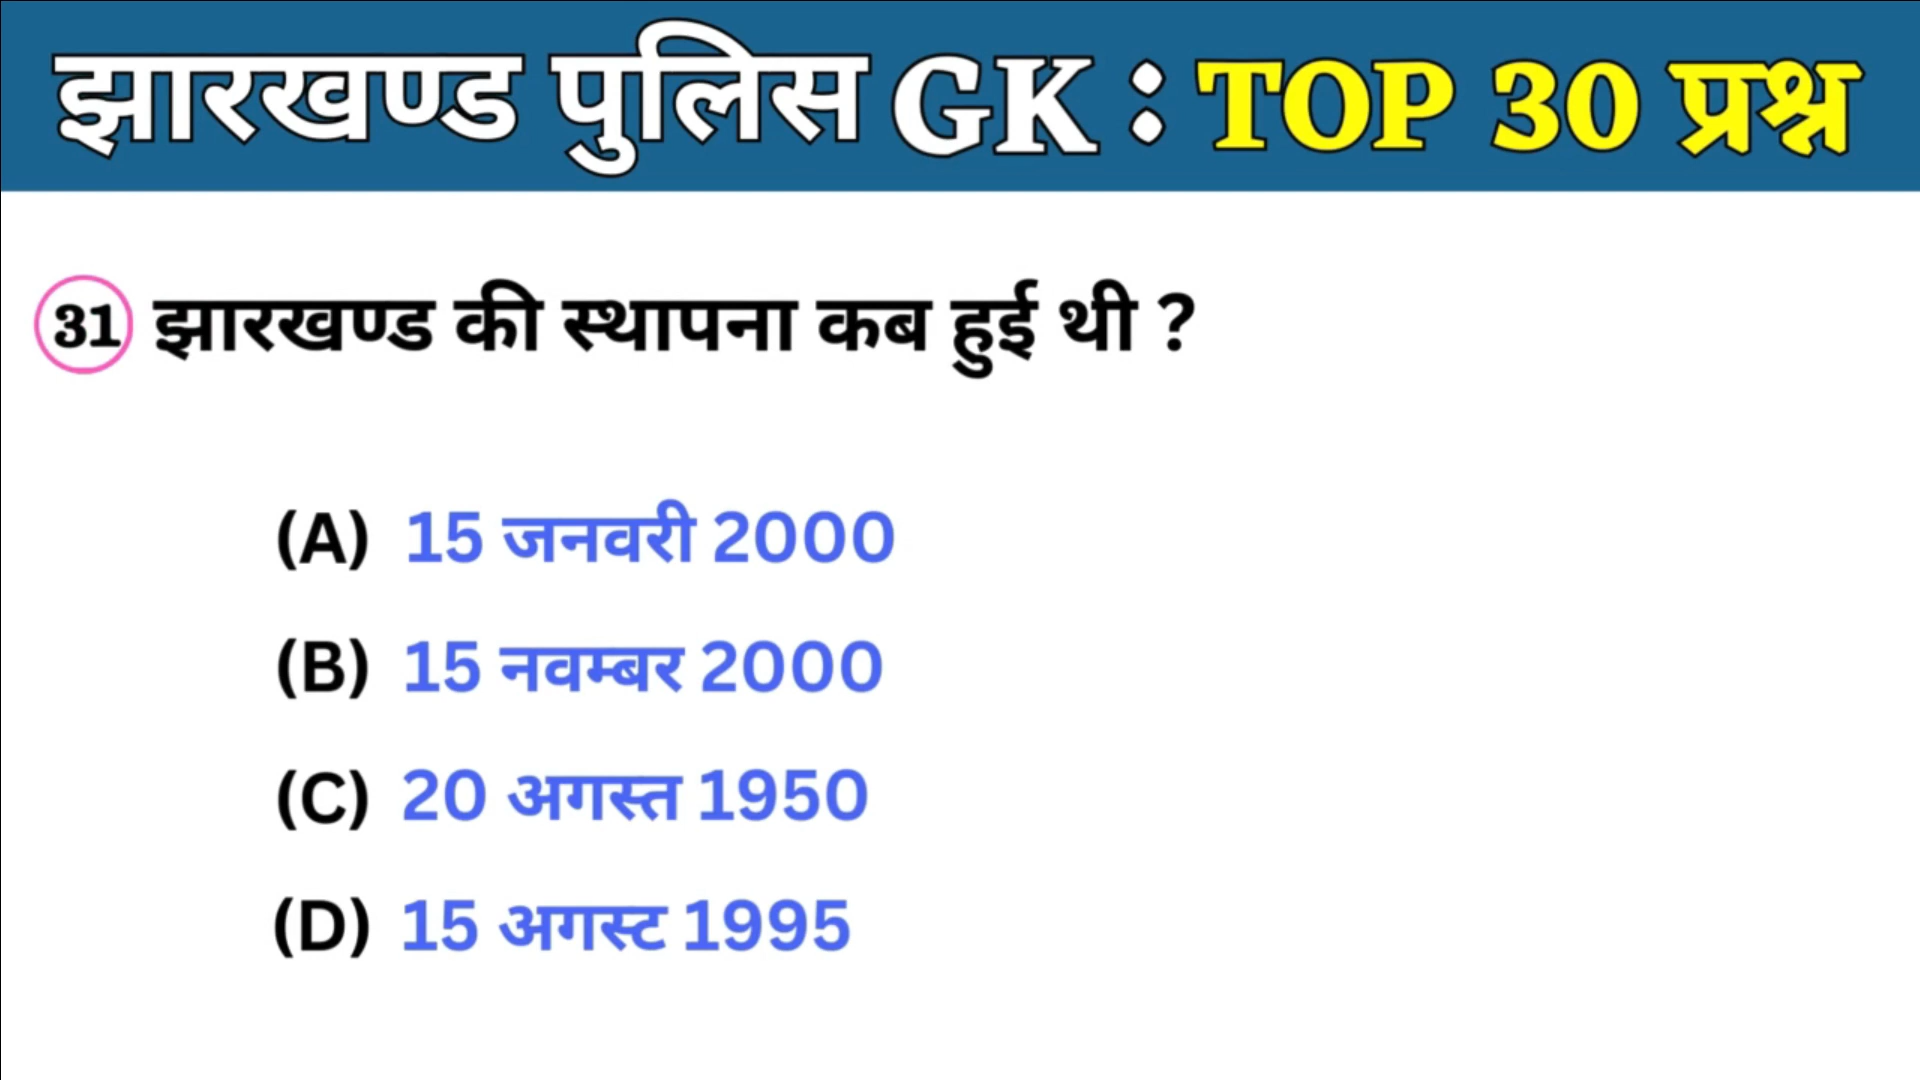 झारखण्ड पुलिस GK : TOP 30 प्रश्न
31 झारखण्ड की स्थापना कब हुई थी ?
(A) 15 जनवरी 2000
(B) 15 नवम्बर 2000
(C) 20 अगस्त 1950
(D) 15 अगस्ट 1995